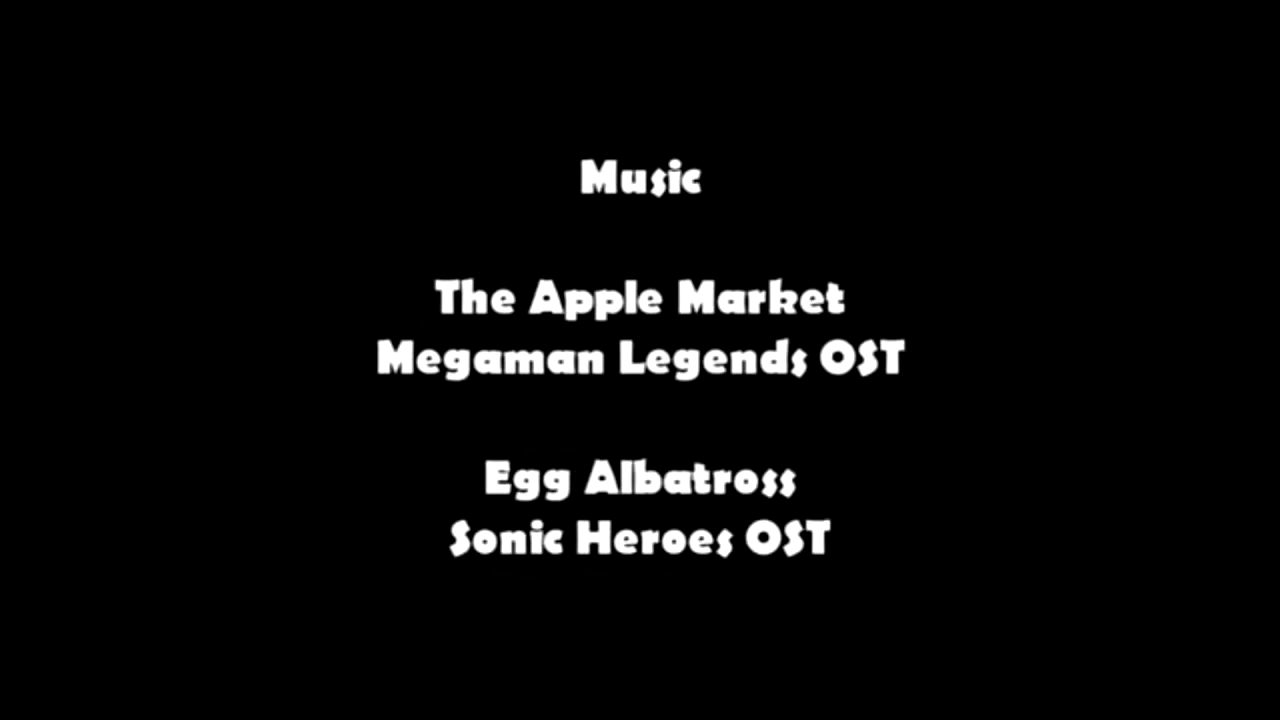 Music
The Apple Market
Megaman Legends OST
Egg Albatross
Sonic Heroes OST